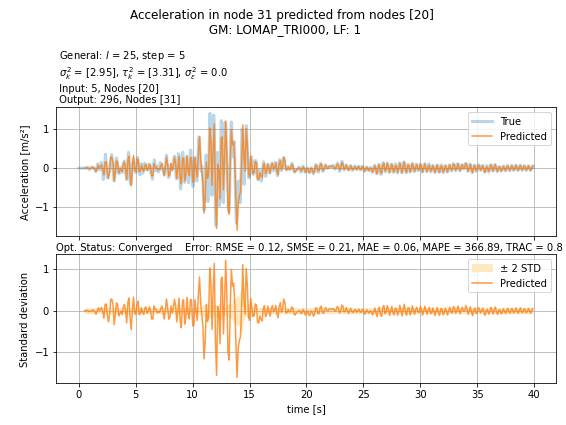 Acceleration in node 31 predicted from nodes [20]
GM: LOMAP_TRI000, LF: 1
General: l = 25, step = 5
σ_k² = [2.95], τ_k² = [3.31], σ_ε² = 0.0
Input: 5, Nodes [20]
Output: 296, Nodes [31]
Acceleration [m/s²]
1
0
−1
True
Predicted
Opt. Status: Converged Error: RMSE = 0.12, SMSE = 0.21, MAE = 0.06, MAPE = 366.89, TRAC = 0.8
Standard deviation
1
0
−1
± 2 STD
Predicted
0 5 10 15 20 25 30 35 40
time [s]